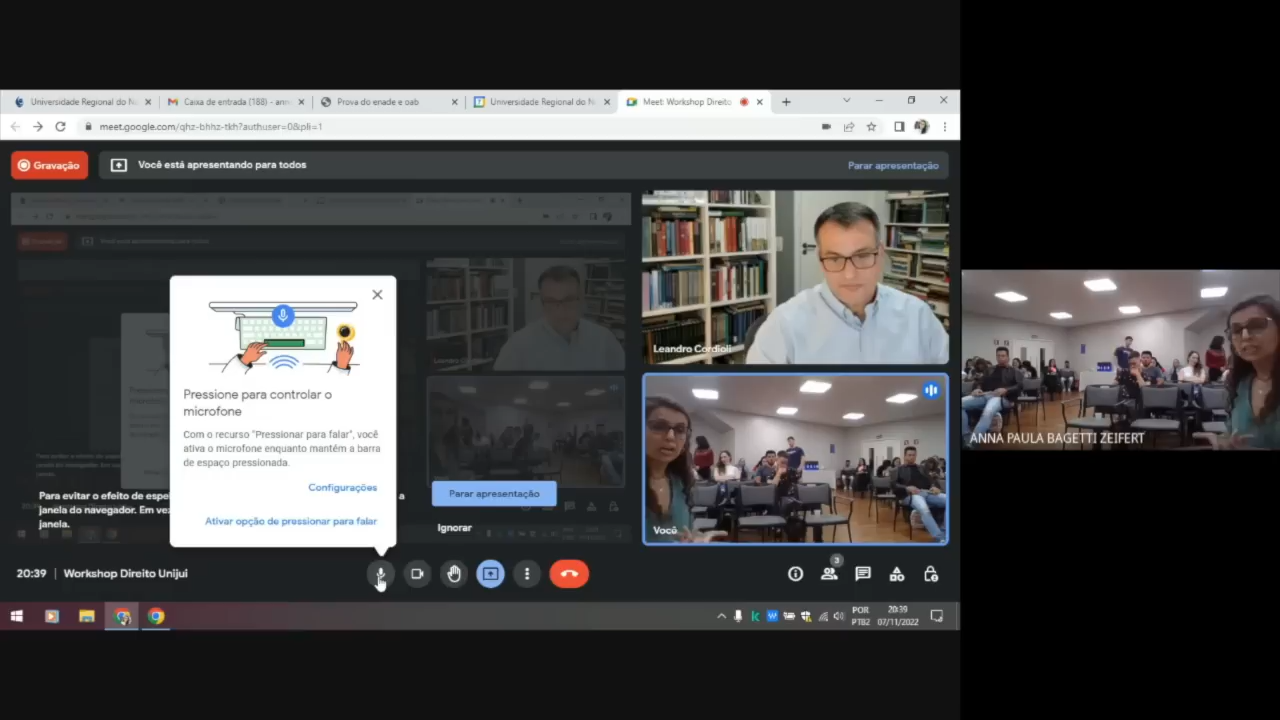 Universidade Regional do No
Caixa de entrada (188) - ann
Prova do enade e oab
Universidade Regional do N
Meet: Workshop Direito
meet.google.com/qhz-bhhz-tkh?authuser=0&pli=1
Gravação
Você está apresentando para todos
Parar apresentação
Leandro Cordioli
Pressione para controlar o
microfone
Com o recurso "Pressionar para falar", você
ativa o microfone enquanto mantém a barra
de espaço pressionada.
Configurações
Ativar opção de pressionar para falar
Para evitar o efeito de espe
janela do navegador. Em vez
janela.
a
Parar apresentação
Ignorar
Você
ANNA PAULA BAGETTI ZEIFERT
20:39 | Workshop Direito Unijui
3
POR
PTB2
20:39
07/11/2022